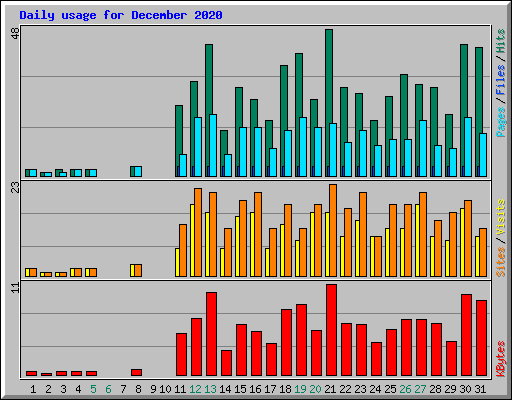 Daily usage for December 2020
48
Pages / Files / Hits
23
Sites / Visits
11
KBytes
1 2 3 4 5 6 7 8 9 10 11 12 13 14 15 16 17 18 19 20 21 22 23 24 25 26 27 28 29 30 31